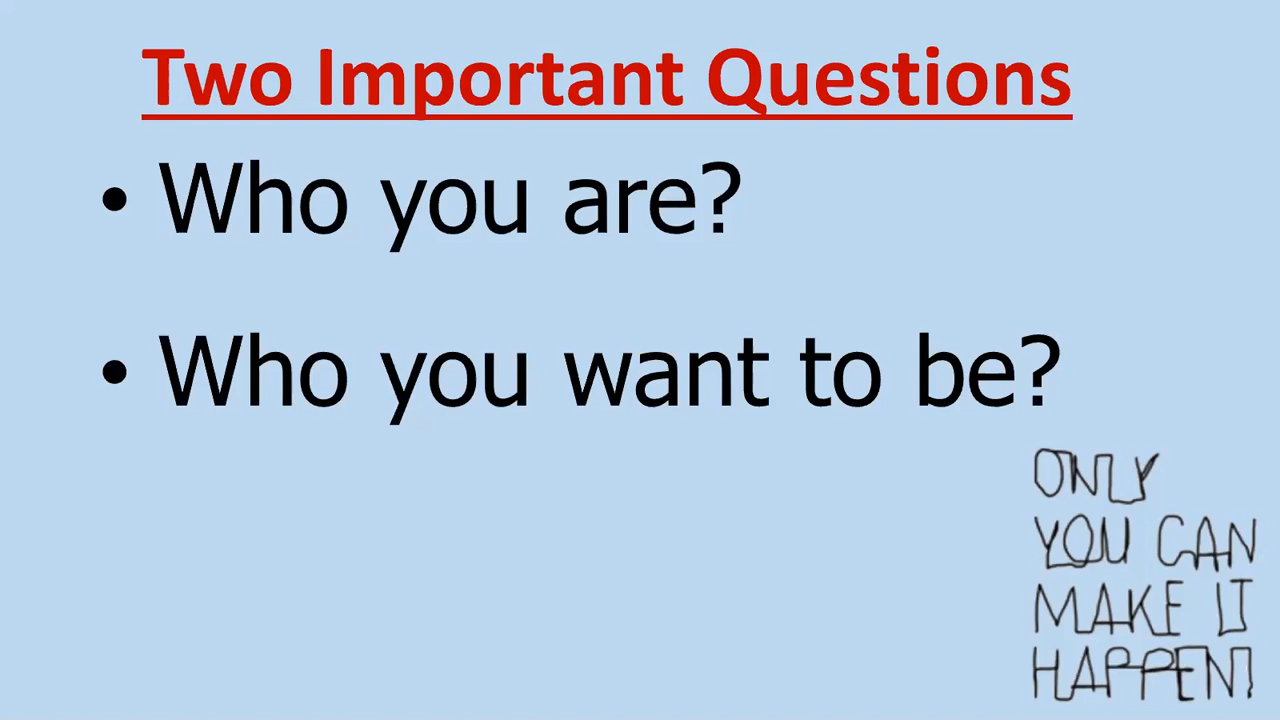 Two Important Questions
• Who you are?
• Who you want to be?
ONLY
YOU CAN
MAKE IT
HAPPEN!